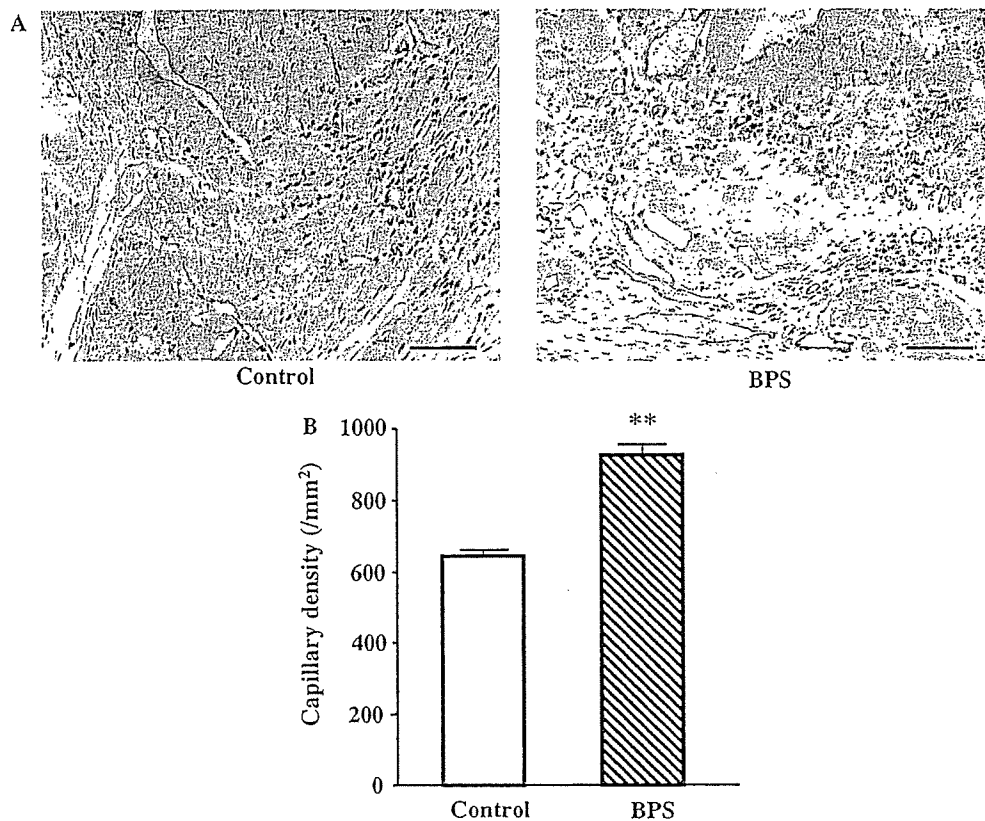 A
Control
BPS
B
**
Capillary density (/mm²)
1000
800
600
400
200
0
Control
BPS